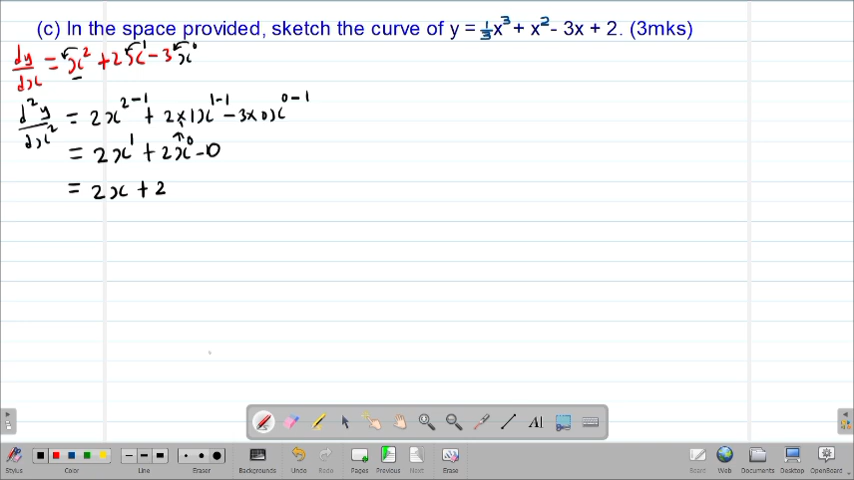 (c) In the space provided, sketch the curve of y = ⅓x³ + x² - 3x + 2. (3mks)
dy/dx = x² + 2x¹ - 3x⁰
d²y/dx² = 2x²⁻¹ + 2×1x¹⁻¹ - 3×0x⁰⁻¹
= 2x¹ + 2x⁰ - 0
= 2x + 2
Stylus Color Line Eraser Backgrounds Undo Redo Pages Previous Next Erase Board Web Documents Desktop OpenBoard